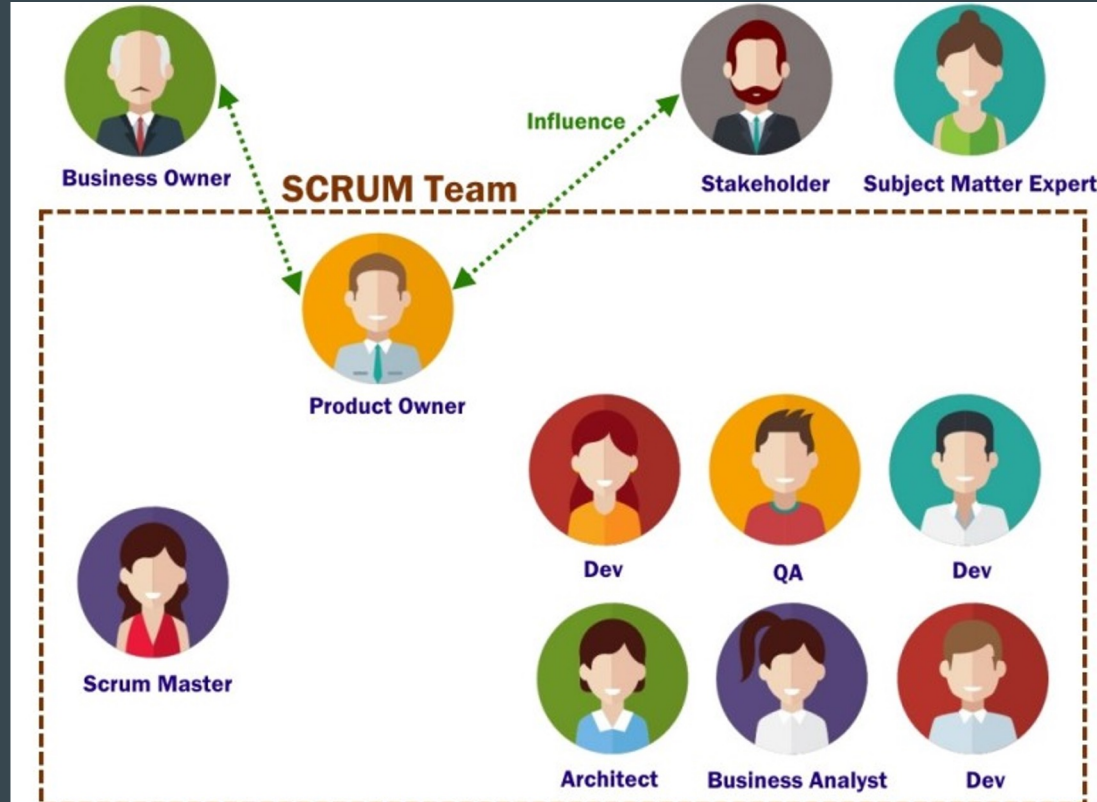 Influence
Business Owner
Stakeholder
Subject Matter Expert
SCRUM Team
Product Owner
Dev
QA
Dev
Scrum Master
Architect
Business Analyst
Dev